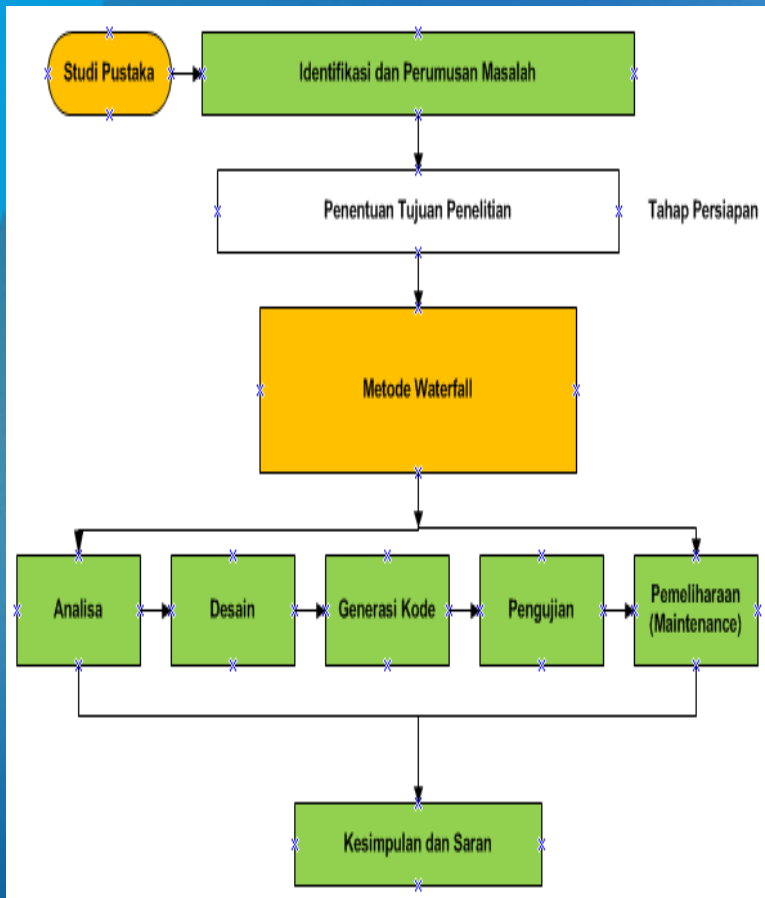 Studi Pustaka
Identifikasi dan Perumusan Masalah
Penentuan Tujuan Penelitian
Tahap Persiapan
Metode Waterfall
Analisa
Desain
Generasi Kode
Pengujian
Pemeliharaan
(Maintenance)
Kesimpulan dan Saran